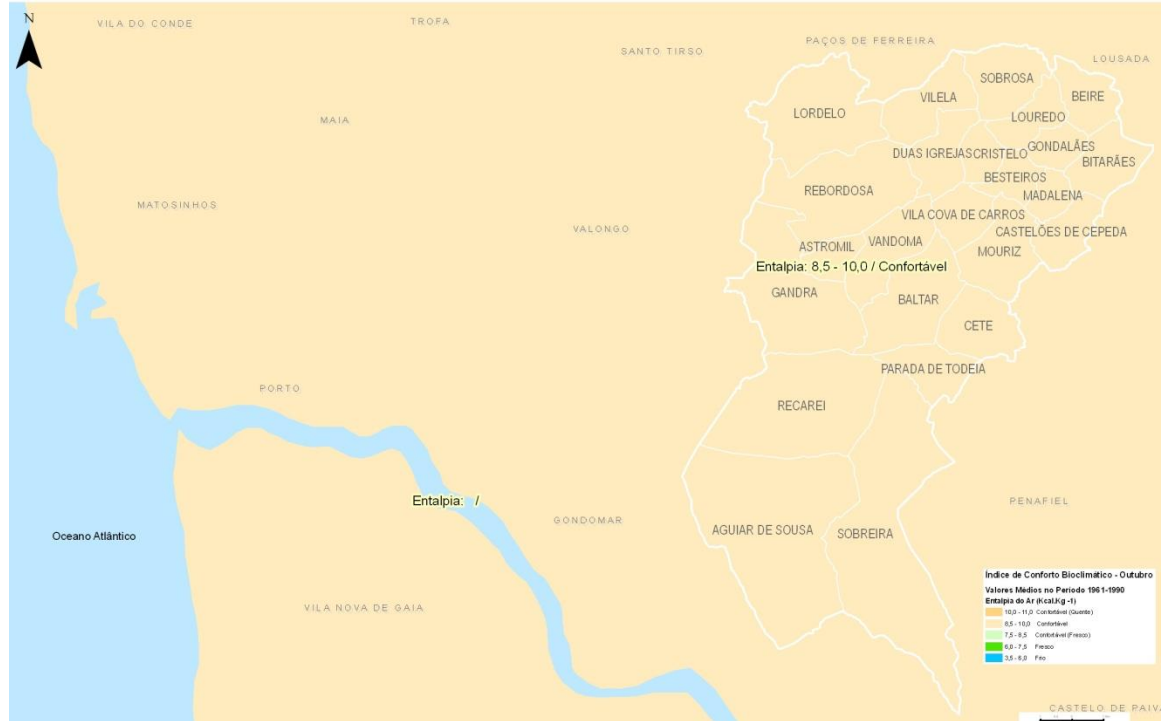 N
VILA DO CONDE
TROFA
SANTO TIRSO
PAÇOS DE FERREIRA
LOUSADA
SOBROSA
VILELA
BEIRE
LORDELO
LOUREDO
MAIA
DUAS IGREJAS
CRISTELO
GONDALÃES
BITARÃES
BESTEIROS
REBORDOSA
MADALENA
MATOSINHOS
VILA COVA DE CARROS
VALONGO
CASTELÕES DE CEPEDA
ASTROMIL
VANDOMA
MOURIZ
Entalpia: 8,5 - 10,0 / Confortável
GANDRA
BALTAR
CETE
PARADA DE TODEIA
PORTO
RECAREI
Entalpia: /
PENAFIEL
GONDOMAR
AGUIAR DE SOUSA
SOBREIRA
Oceano Atlântico
VILA NOVA DE GAIA
Índice de Conforto Bioclimático - Outubro
Valores Médios no Período 1961-1990
Entalpia do Ar (Kcal.Kg -1)
10,0 - 11,0 Confortável (Quente)
8,5 - 10,0 Confortável
7,5 - 8,5 Confortável (Fresco)
6,0 - 7,5 Fresco
3,5 - 6,0 Frio
CASTELO DE PAIVA